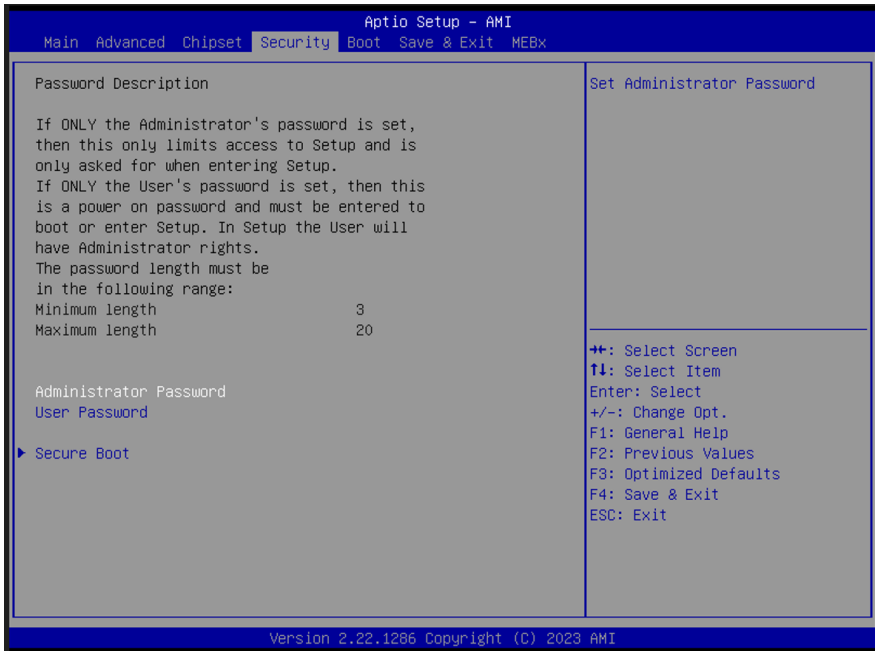 Aptio Setup – AMI
Main Advanced Chipset Security Boot Save & Exit MEBx
Password Description
If ONLY the Administrator's password is set,
then this only limits access to Setup and is
only asked for when entering Setup.
If ONLY the User's password is set, then this
is a power on password and must be entered to
boot or enter Setup. In Setup the User will
have Administrator rights.
The password length must be
in the following range:
Minimum length 3
Maximum length 20
Administrator Password
User Password
Secure Boot
Set Administrator Password
→←: Select Screen
↑↓: Select Item
Enter: Select
+/-: Change Opt.
F1: General Help
F2: Previous Values
F3: Optimized Defaults
F4: Save & Exit
ESC: Exit
Version 2.22.1286 Copyright (C) 2023 AMI